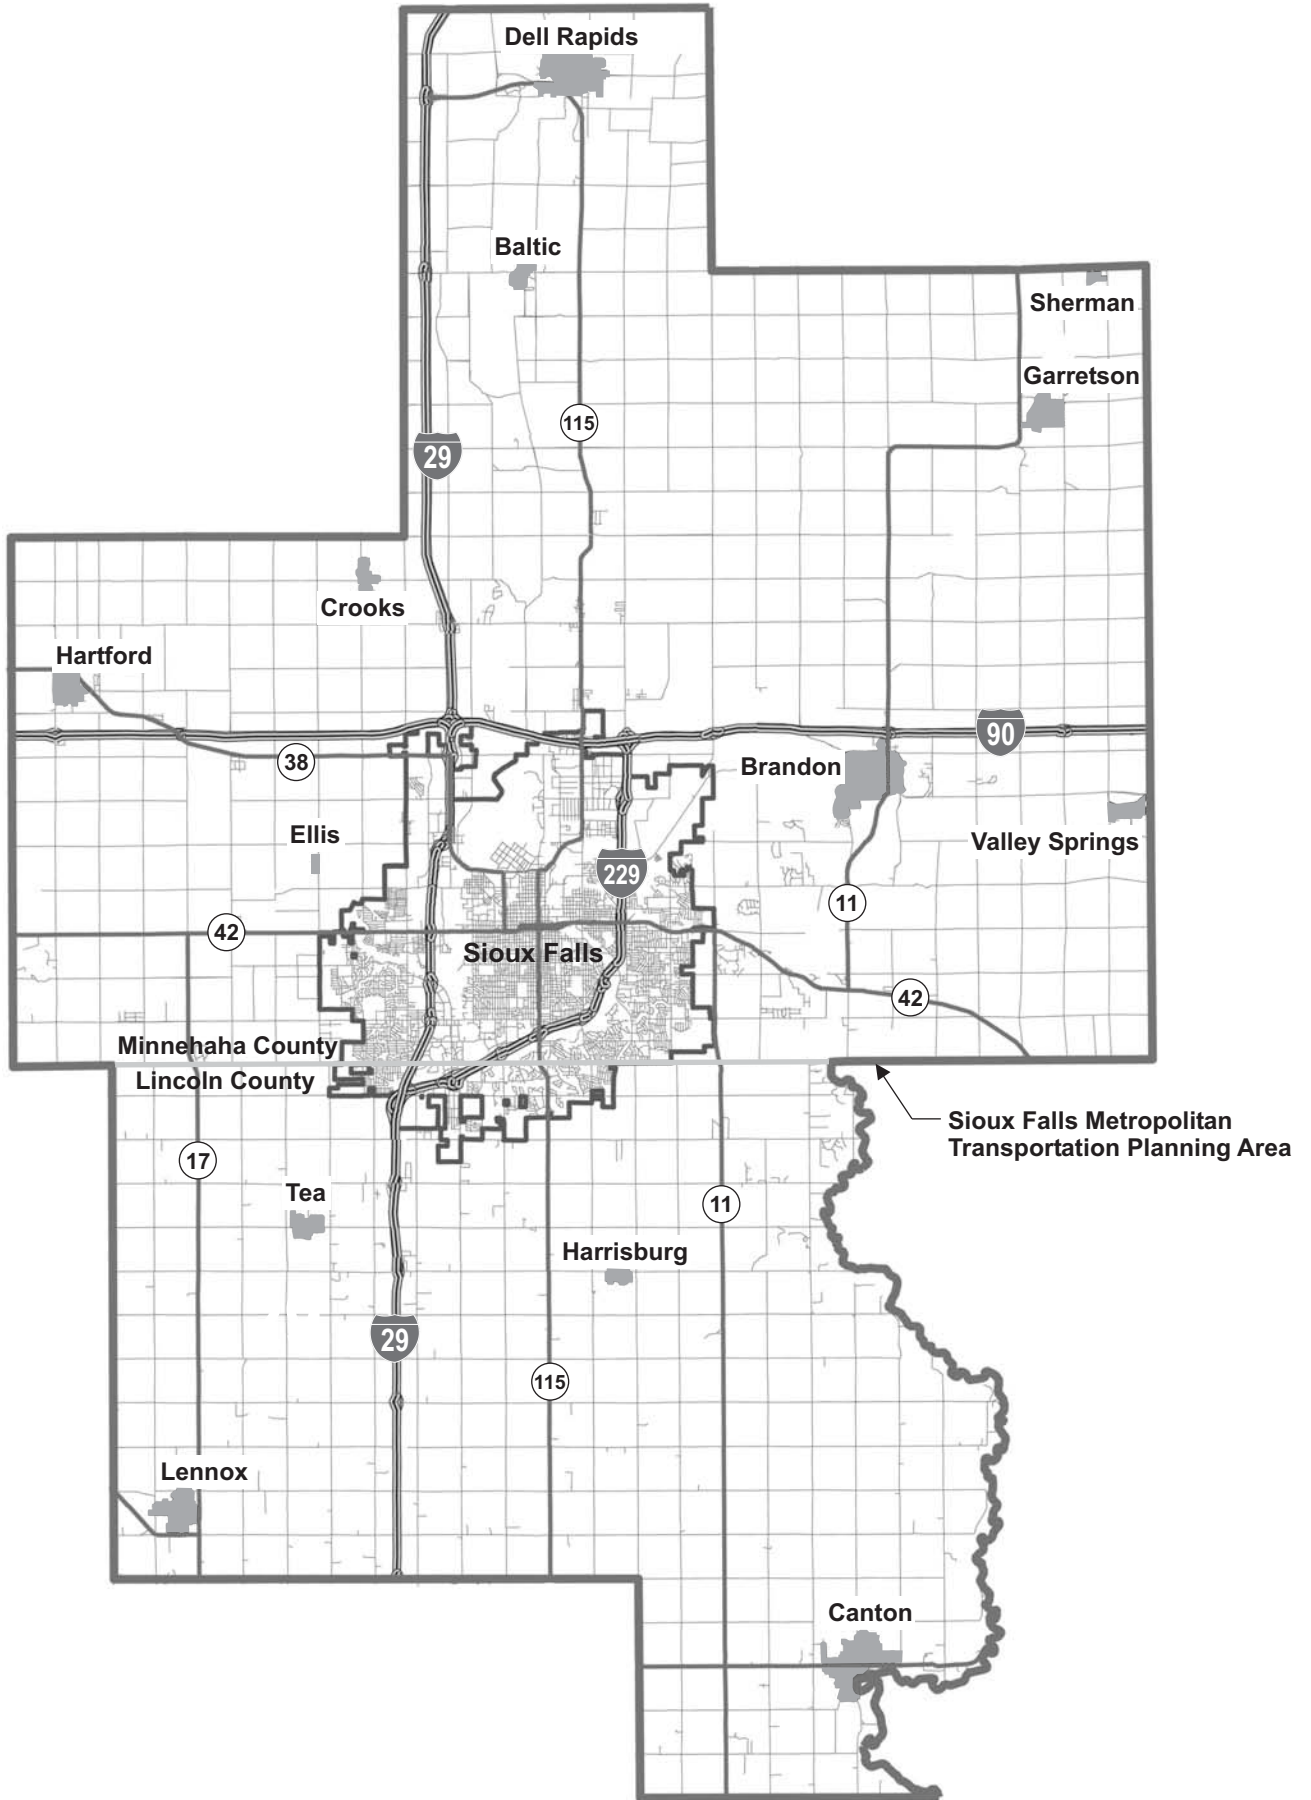 Dell Rapids
Baltic
Sherman
Garretson
115
29
Crooks
Hartford
90
38
Brandon
Ellis
Valley Springs
229
11
42
Sioux Falls
42
Minnehaha County
Lincoln County
Sioux Falls Metropolitan
Transportation Planning Area
17
Tea
11
Harrisburg
29
115
Lennox
Canton